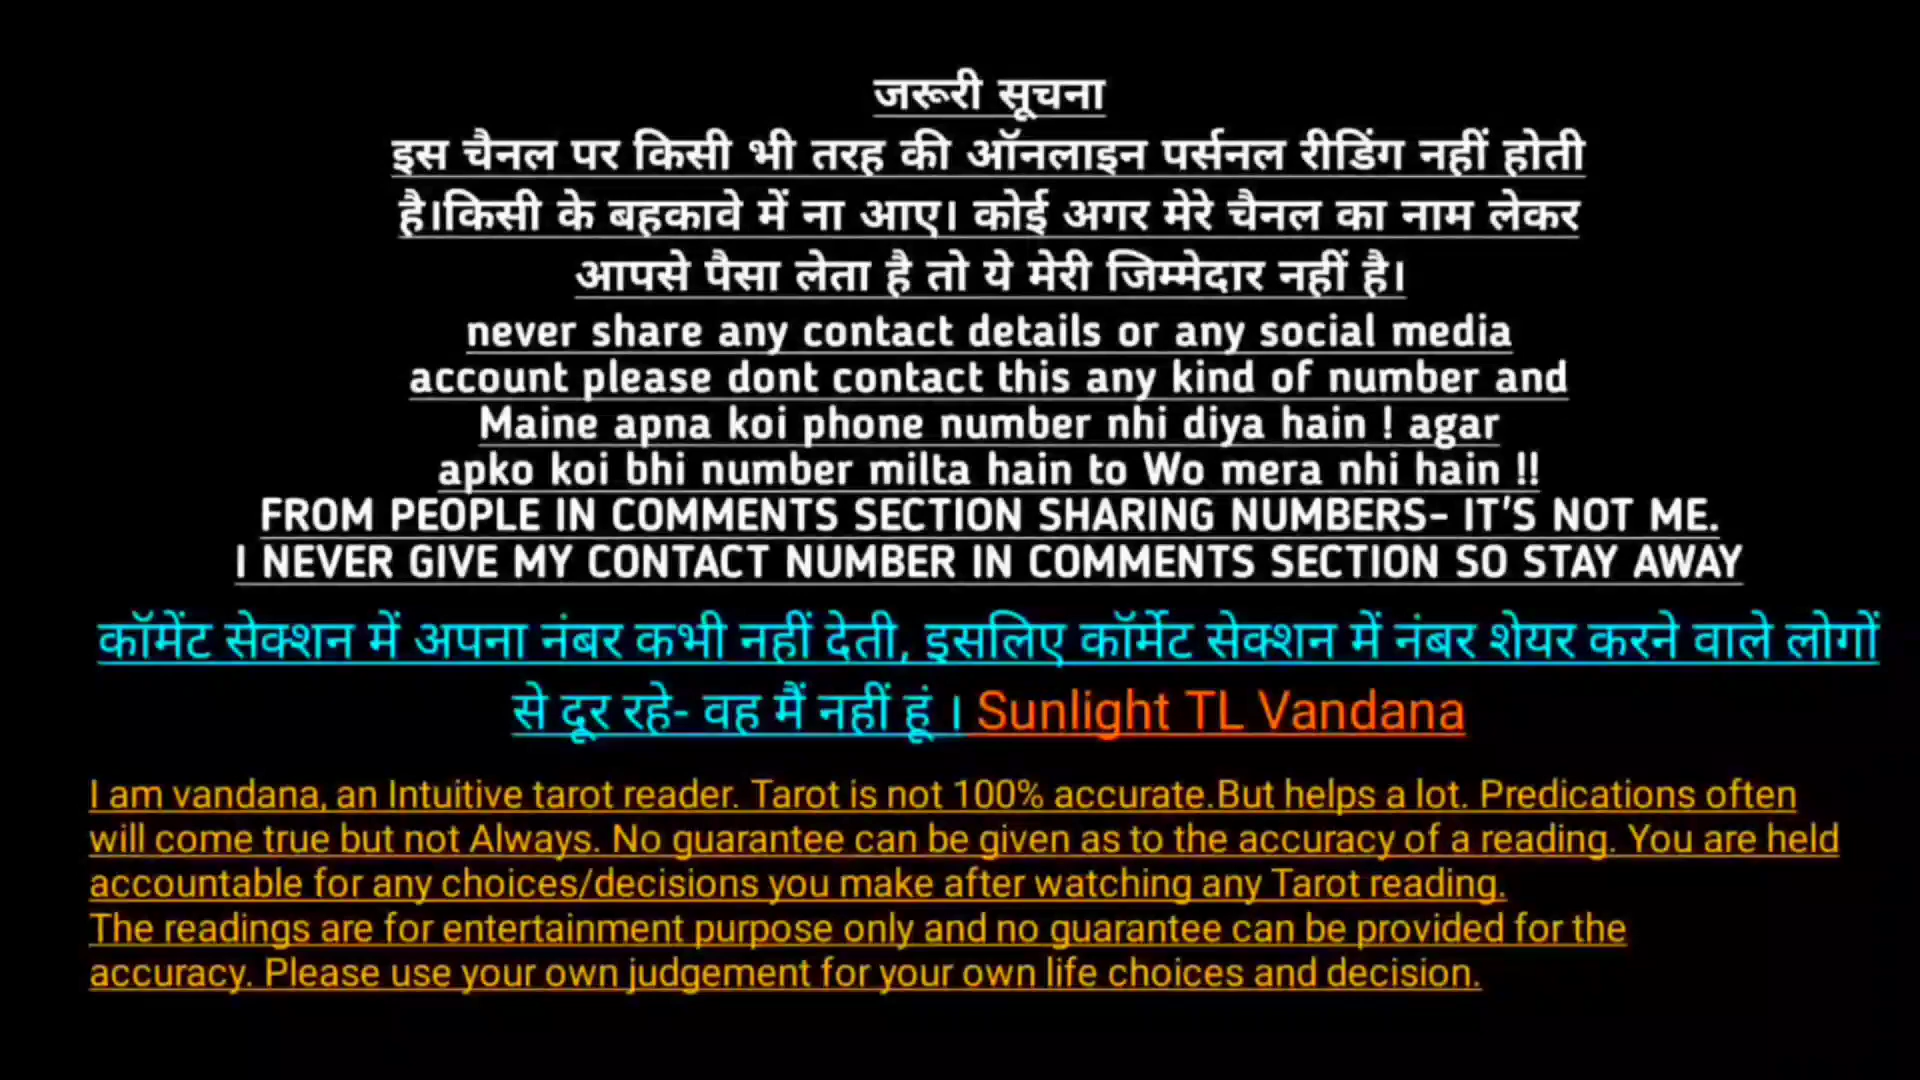 जरूरी सूचना
इस चैनल पर किसी भी तरह की ऑनलाइन पर्सनल रीडिंग नहीं होती
है।किसी के बहकावे में ना आए। कोई अगर मेरे चैनल का नाम लेकर
आपसे पैसा लेता है तो ये मेरी जिम्मेदार नहीं है।
never share any contact details or any social media
account please dont contact this any kind of number and
Maine apna koi phone number nhi diya hain ! agar
apko koi bhi number milta hain to Wo mera nhi hain !!
FROM PEOPLE IN COMMENTS SECTION SHARING NUMBERS- IT'S NOT ME.
I NEVER GIVE MY CONTACT NUMBER IN COMMENTS SECTION SO STAY AWAY
कॉमेंट सेक्शन में अपना नंबर कभी नहीं देती, इसलिए कॉर्मेट सेक्शन में नंबर शेयर करने वाले लोगों
से दूर रहे- वह मैं नहीं हूं । Sunlight TL Vandana
I am vandana, an Intuitive tarot reader. Tarot is not 100% accurate.But helps a lot. Predications often
will come true but not Always. No guarantee can be given as to the accuracy of a reading. You are held
accountable for any choices/decisions you make after watching any Tarot reading.
The readings are for entertainment purpose only and no guarantee can be provided for the
accuracy. Please use your own judgement for your own life choices and decision.